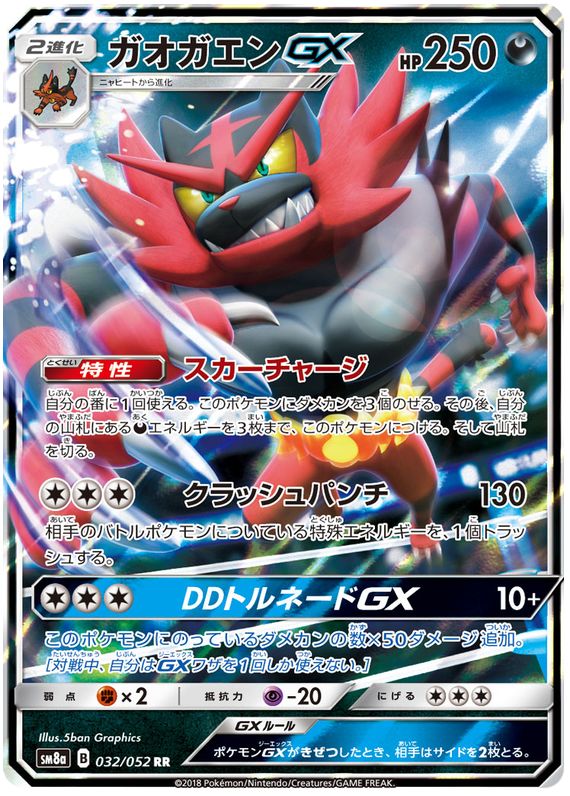 2進化
ガオガエンGX
HP250
ニャヒートから進化
とくせい
特性
スカーチャージ
自分の番に1回使える。このポケモンにダメカンを3個のせる。その後、自分
の山札にあるエネルギーを3枚まで、このポケモンにつける。そして山札
を切る。
クラッシュパンチ 130
相手のバトルポケモンについている特殊エネルギーを、1個トラッ
シュする。
DDトルネードGX 10+
このポケモンにのっているダメカンの数×50ダメージ追加。
[対戦中、自分はGXワザを1回しか使えない。]
弱点 ×2 抵抗力 -20 にげる
Illus.5ban Graphics
GXルール
SM8a B 032/052 RR
ポケモンGXがきぜつしたとき、相手はサイドを2枚とる。
©2018 Pokémon/Nintendo/Creatures/GAME FREAK.